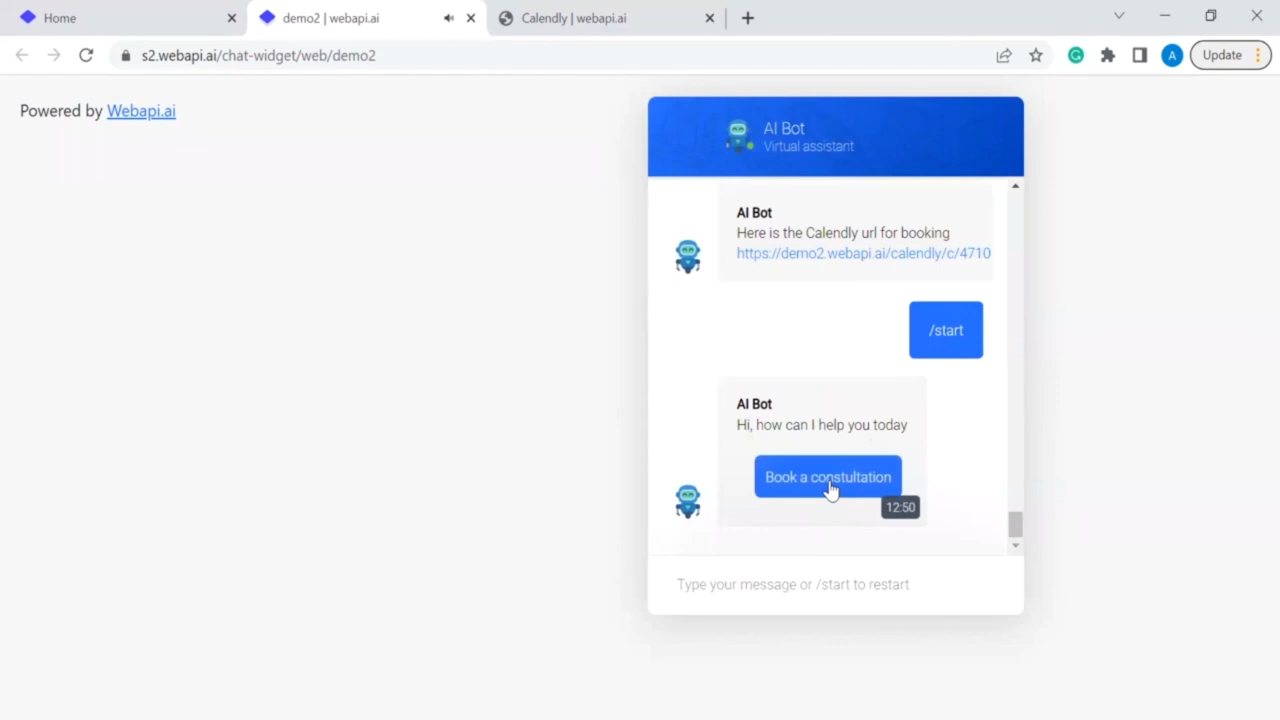 Home
demo2 | webapi.ai
Calendly | webapi.ai
s2.webapi.ai/chat-widget/web/demo2
A
Update
Powered by Webapi.ai
AI Bot
Virtual assistant
AI Bot
Here is the Calendly url for booking
https://demo2.webapi.ai/calendly/c/4710
/start
AI Bot
Hi, how can I help you today
Book a constultation
12:50
Type your message or /start to restart